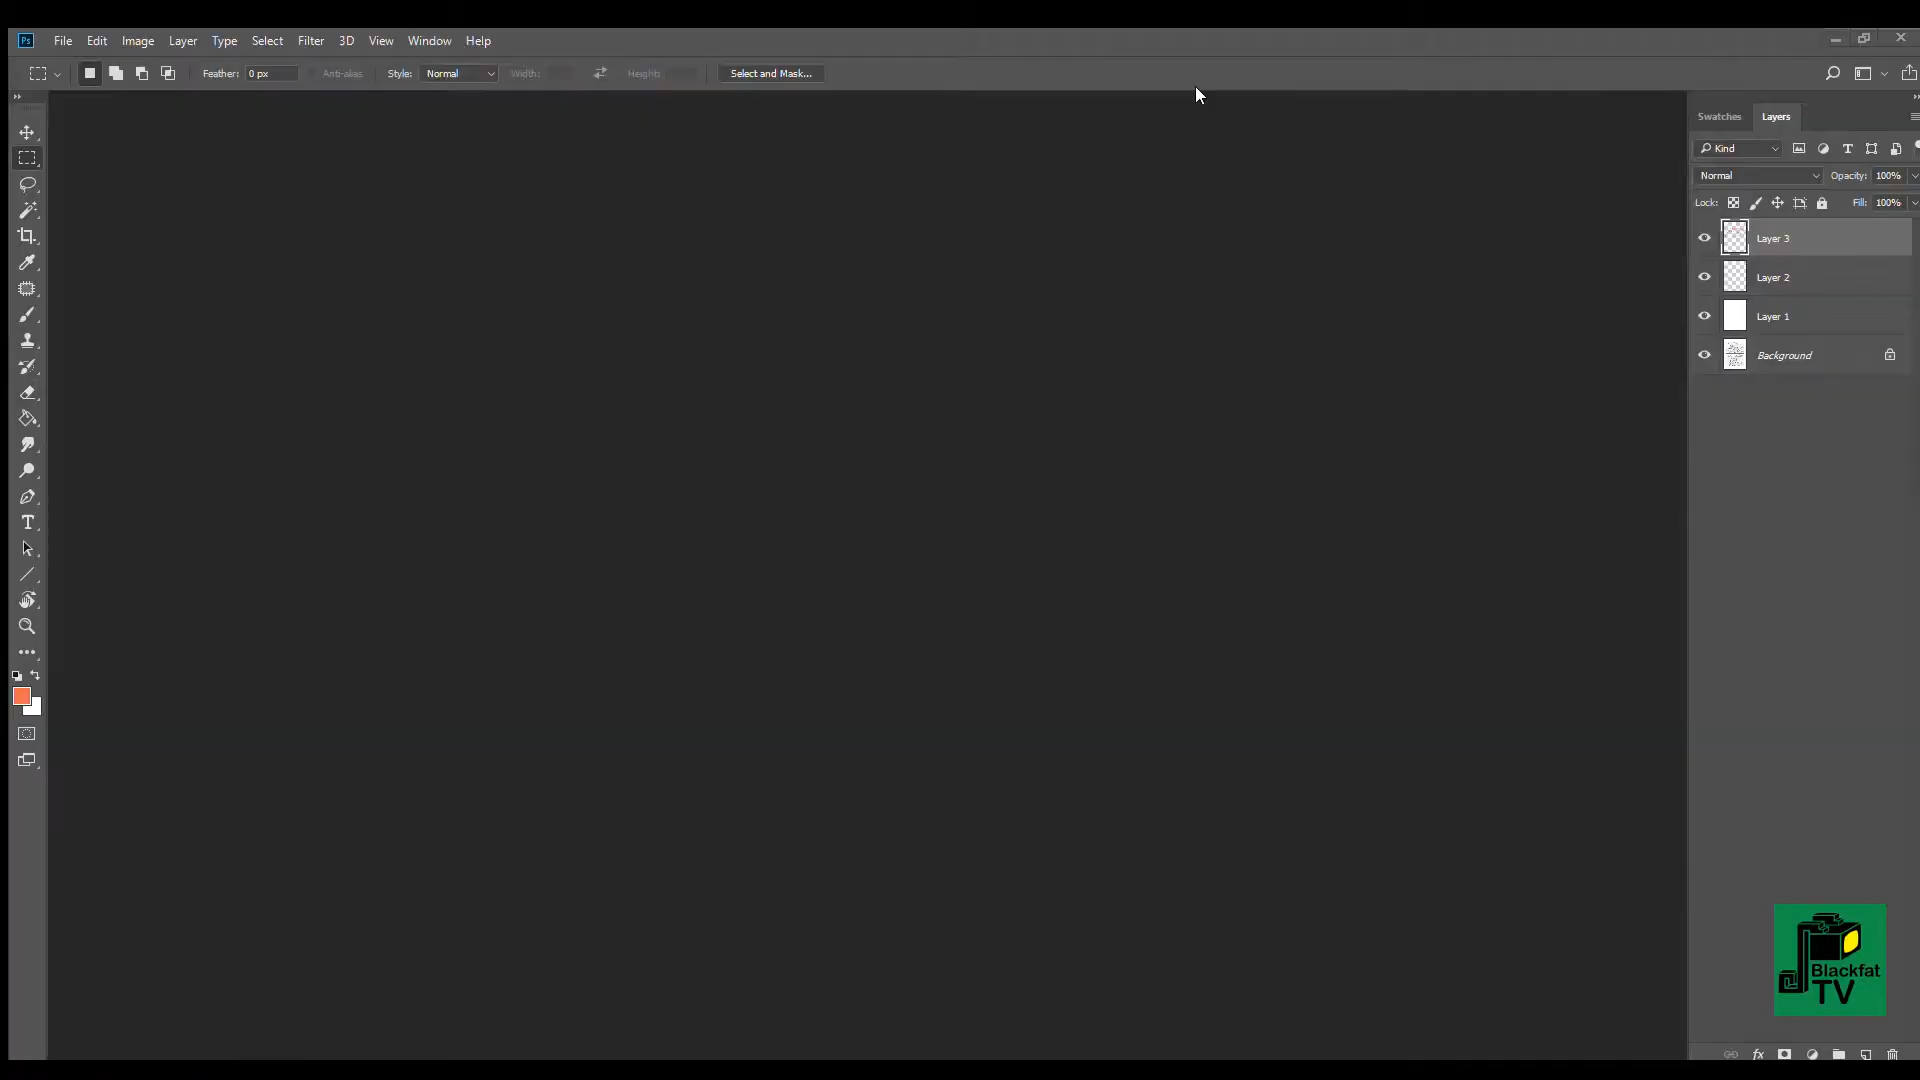 Ps File Edit Image Layer Type Select Filter 3D View Window Help
Feather: 0 px Anti-alias Style: Normal Width: Height: Select and Mask...
Swatches Layers
Kind
Normal Opacity: 100%
Lock: Fill: 100%
Layer 3
Layer 2
Layer 1
Background
Blackfat
TV
fx